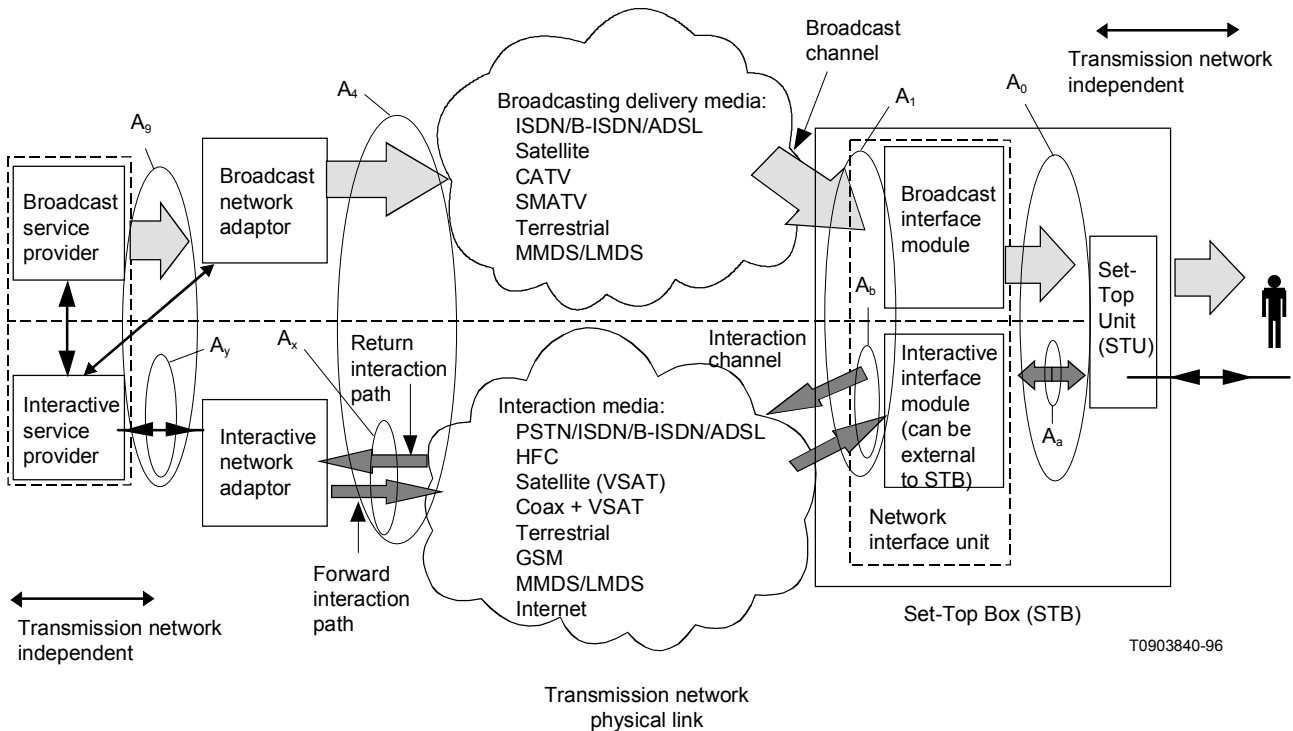 Broadcast
channel
Transmission network
independent
A4
A9
A1
A0
Broadcasting delivery media:
ISDN/B-ISDN/ADSL
Satellite
CATV
SMATV
Terrestrial
MMDS/LMDS
Broadcast
service
provider
Broadcast
network
adaptor
Broadcast
interface
module
Set-
Top
Unit
(STU)
Ab
Ay
Ax
Return
interaction
path
Interaction
channel
Interactive
service
provider
Interactive
network
adaptor
Interaction media:
PSTN/ISDN/B-ISDN/ADSL
HFC
Satellite (VSAT)
Coax + VSAT
Terrestrial
GSM
MMDS/LMDS
Internet
Interactive
interface
module
(can be
external
to STB)
Aa
Network
interface unit
Forward
interaction
path
Transmission network
independent
Set-Top Box (STB)
T0903840-96
Transmission network
physical link